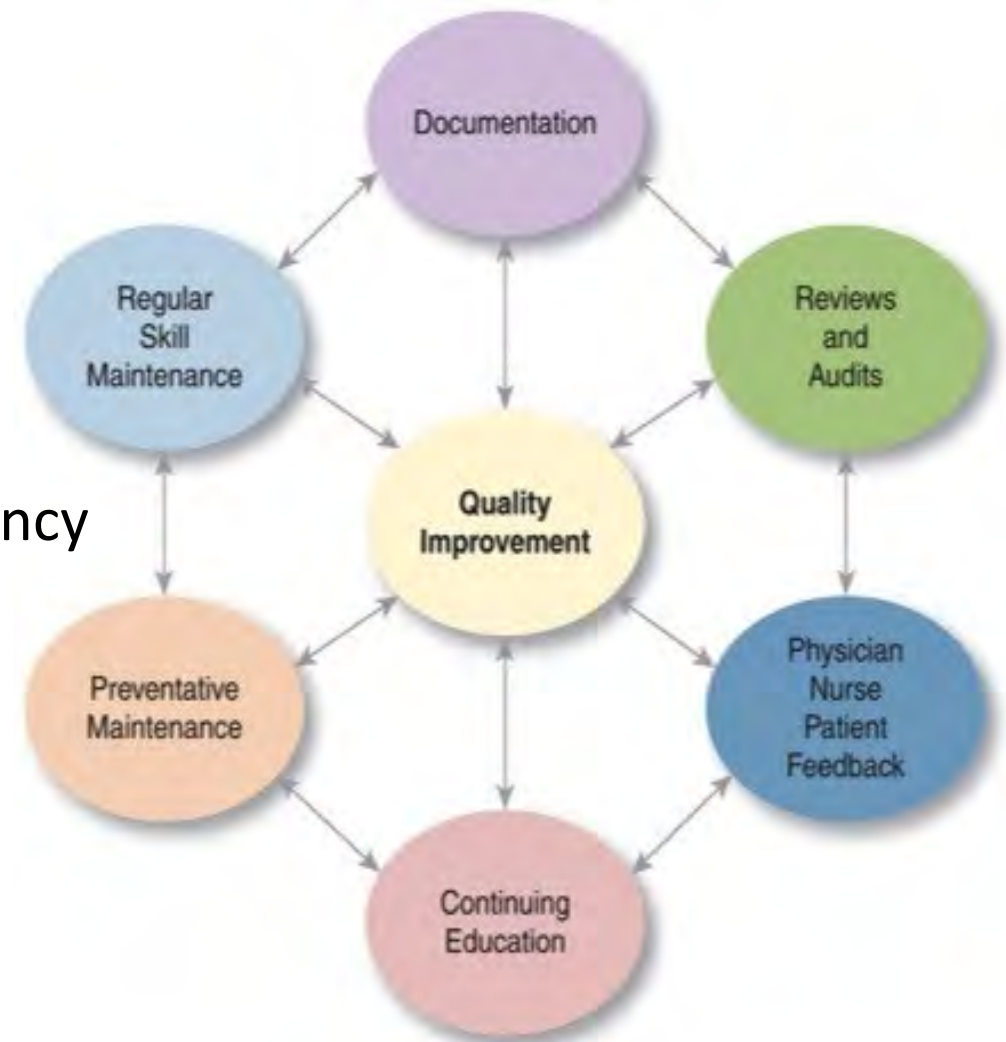 Documentation
Regular
Skill
Maintenance
Reviews
and
Audits
Quality
Improvement
ncy
Preventative
Maintenance
Physician
Nurse
Patient
Feedback
Continuing
Education